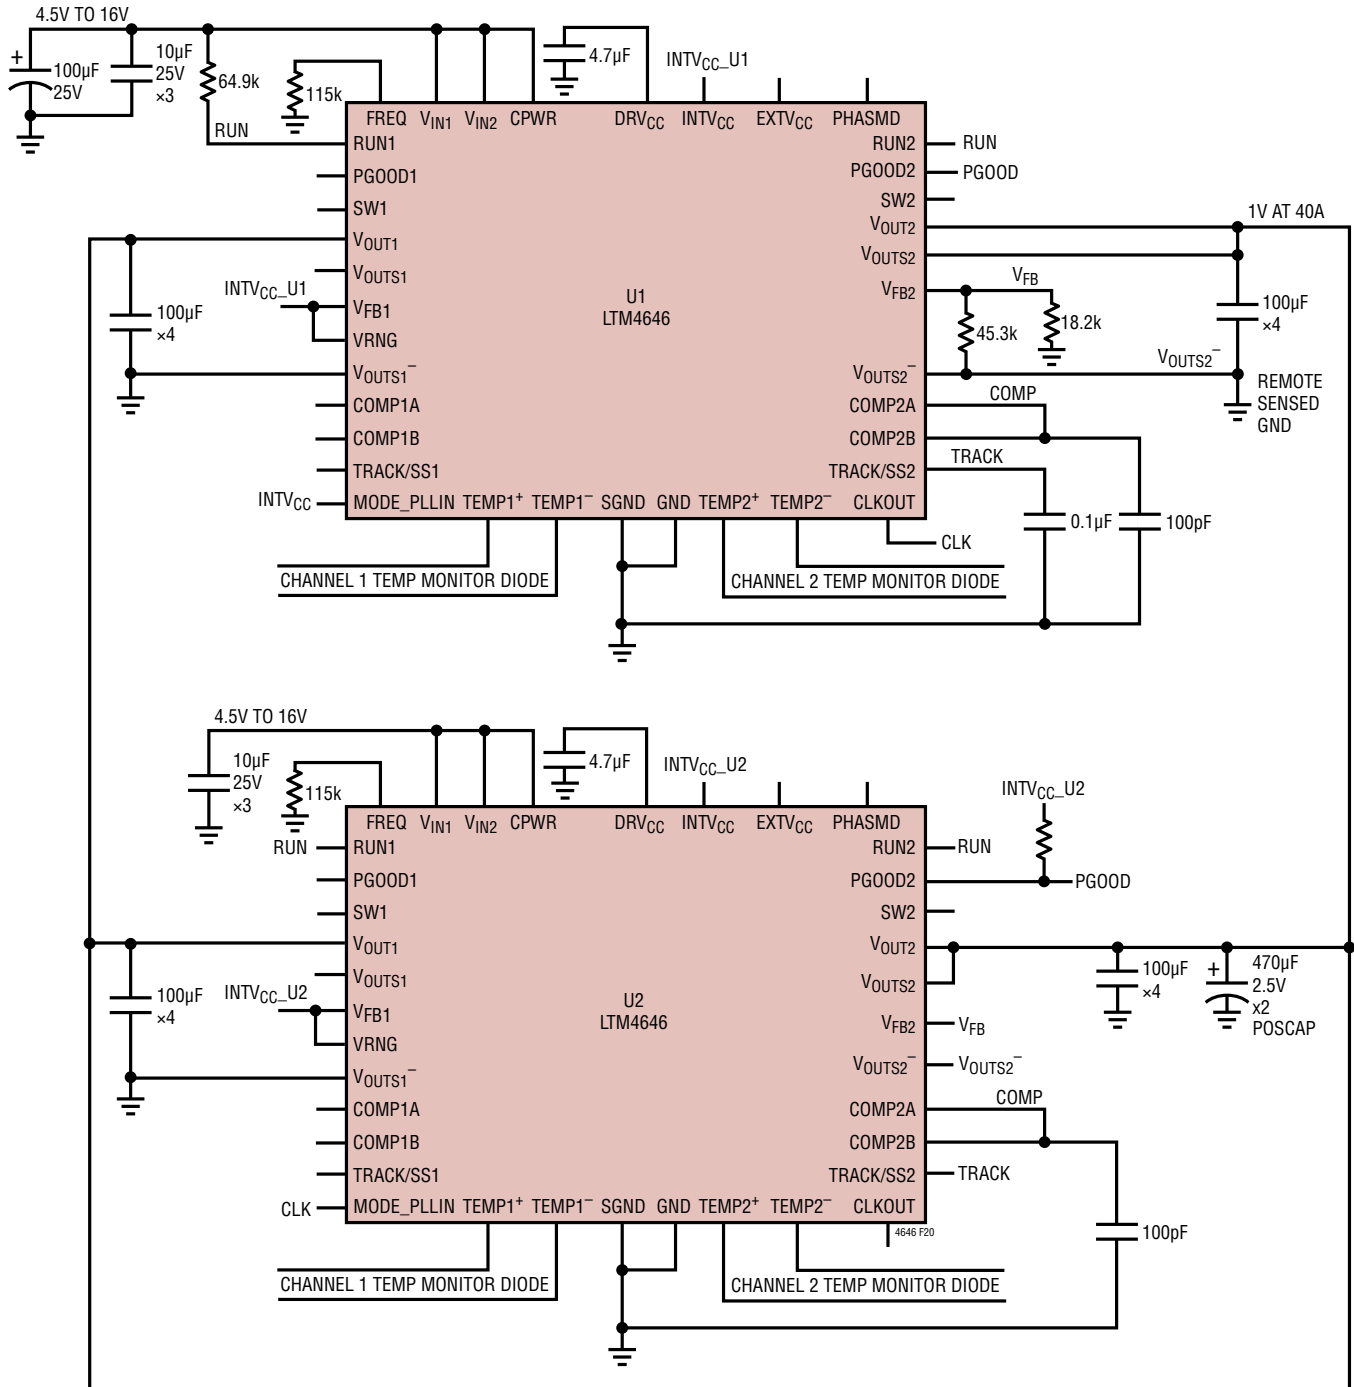 4.5V TO 16V
+
100µF
25V
10µF
25V
×3
64.9k
115k
4.7µF
INTVCC_U1
RUN
FREQ VIN1 VIN2 CPWR DRVCC INTVCC EXTVCC PHASMD
RUN1
PGOOD1
SW1
VOUT1
VOUTS1
INTVCC_U1
VFB1
VRNG
VOUTS1–
COMP1A
COMP1B
TRACK/SS1
INTVCC
MODE_PLLIN TEMP1+ TEMP1– SGND GND TEMP2+ TEMP2– CLKOUT
100µF
×4
U1
LTM4646
RUN2
RUN
PGOOD2
PGOOD
SW2
VOUT2
1V AT 40A
VOUTS2
VFB2
VFB
45.3k
18.2k
100µF
×4
VOUTS2–
VOUTS2–
REMOTE
SENSED
GND
COMP2A
COMP
COMP2B
TRACK/SS2
TRACK
0.1µF
100pF
CLK
CHANNEL 1 TEMP MONITOR DIODE
CHANNEL 2 TEMP MONITOR DIODE
4.5V TO 16V
10µF
25V
×3
115k
4.7µF
INTVCC_U2
INTVCC_U2
FREQ VIN1 VIN2 CPWR DRVCC INTVCC EXTVCC PHASMD
RUN
RUN1
PGOOD1
SW1
VOUT1
VOUTS1
INTVCC_U2
VFB1
VRNG
VOUTS1–
COMP1A
COMP1B
TRACK/SS1
CLK
MODE_PLLIN TEMP1+ TEMP1– SGND GND TEMP2+ TEMP2– CLKOUT
100µF
×4
U2
LTM4646
RUN2
RUN
PGOOD2
PGOOD
SW2
VOUT2
VOUTS2
100µF
×4
+
470µF
2.5V
x2
POSCAP
VFB2
VFB
VOUTS2–
VOUTS2–
COMP2A
COMP
COMP2B
TRACK/SS2
TRACK
4646 F20
100pF
CHANNEL 1 TEMP MONITOR DIODE
CHANNEL 2 TEMP MONITOR DIODE